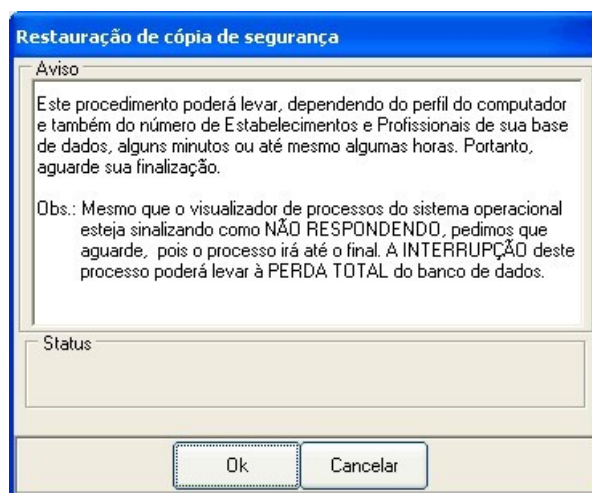 Restauração de cópia de segurança
Aviso
Este procedimento poderá levar, dependendo do perfil do computador
e também do número de Estabelecimentos e Profissionais de sua base
de dados, alguns minutos ou até mesmo algumas horas. Portanto,
aguarde sua finalização.
Obs.: Mesmo que o visualizador de processos do sistema operacional
esteja sinalizando como NÃO RESPONDENDO, pedimos que
aguarde, pois o processo irá até o final. A INTERRUPÇÃO deste
processo poderá levar à PERDA TOTAL do banco de dados.
Status
Ok
Cancelar